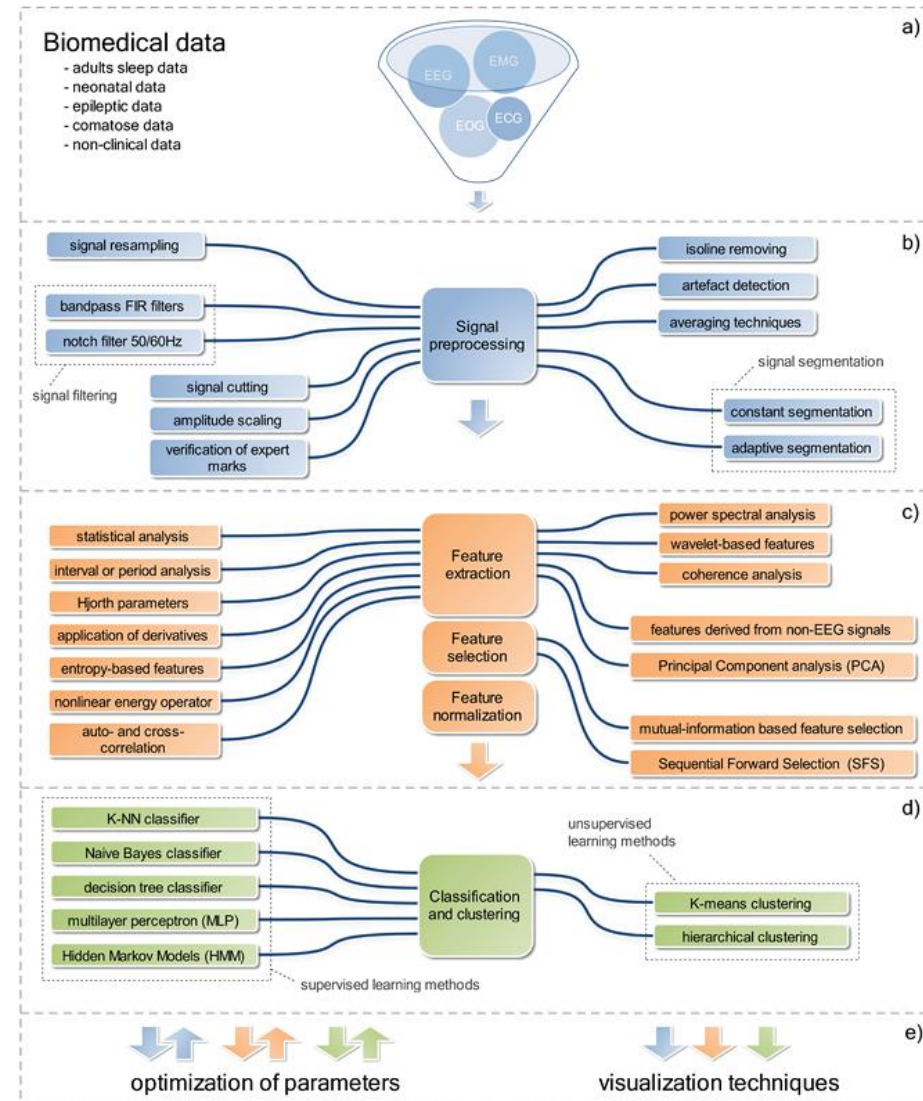 a)
Biomedical data
- adults sleep data
- neonatal data
- epileptic data
- comatose data
- non-clinical data
EEG
EMG
EOG
ECG
b)
signal resampling
bandpass FIR filters
notch filter 50/60Hz
signal filtering
signal cutting
amplitude scaling
verification of expert
marks
Signal
preprocessing
isoline removing
artefact detection
averaging techniques
signal segmentation
constant segmentation
adaptive segmentation
c)
statistical analysis
interval or period analysis
Hjorth parameters
application of derivatives
entropy-based features
nonlinear energy operator
auto- and cross-
correlation
Feature
extraction
Feature
selection
Feature
normalization
power spectral analysis
wavelet-based features
coherence analysis
features derived from non-EEG signals
Principal Component analysis (PCA)
mutual-information based feature selection
Sequential Forward Selection (SFS)
d)
K-NN classifier
Naive Bayes classifier
decision tree classifier
multilayer perceptron (MLP)
Hidden Markov Models (HMM)
supervised learning methods
Classification
and clustering
unsupervised
learning methods
K-means clustering
hierarchical clustering
e)
optimization of parameters
visualization techniques